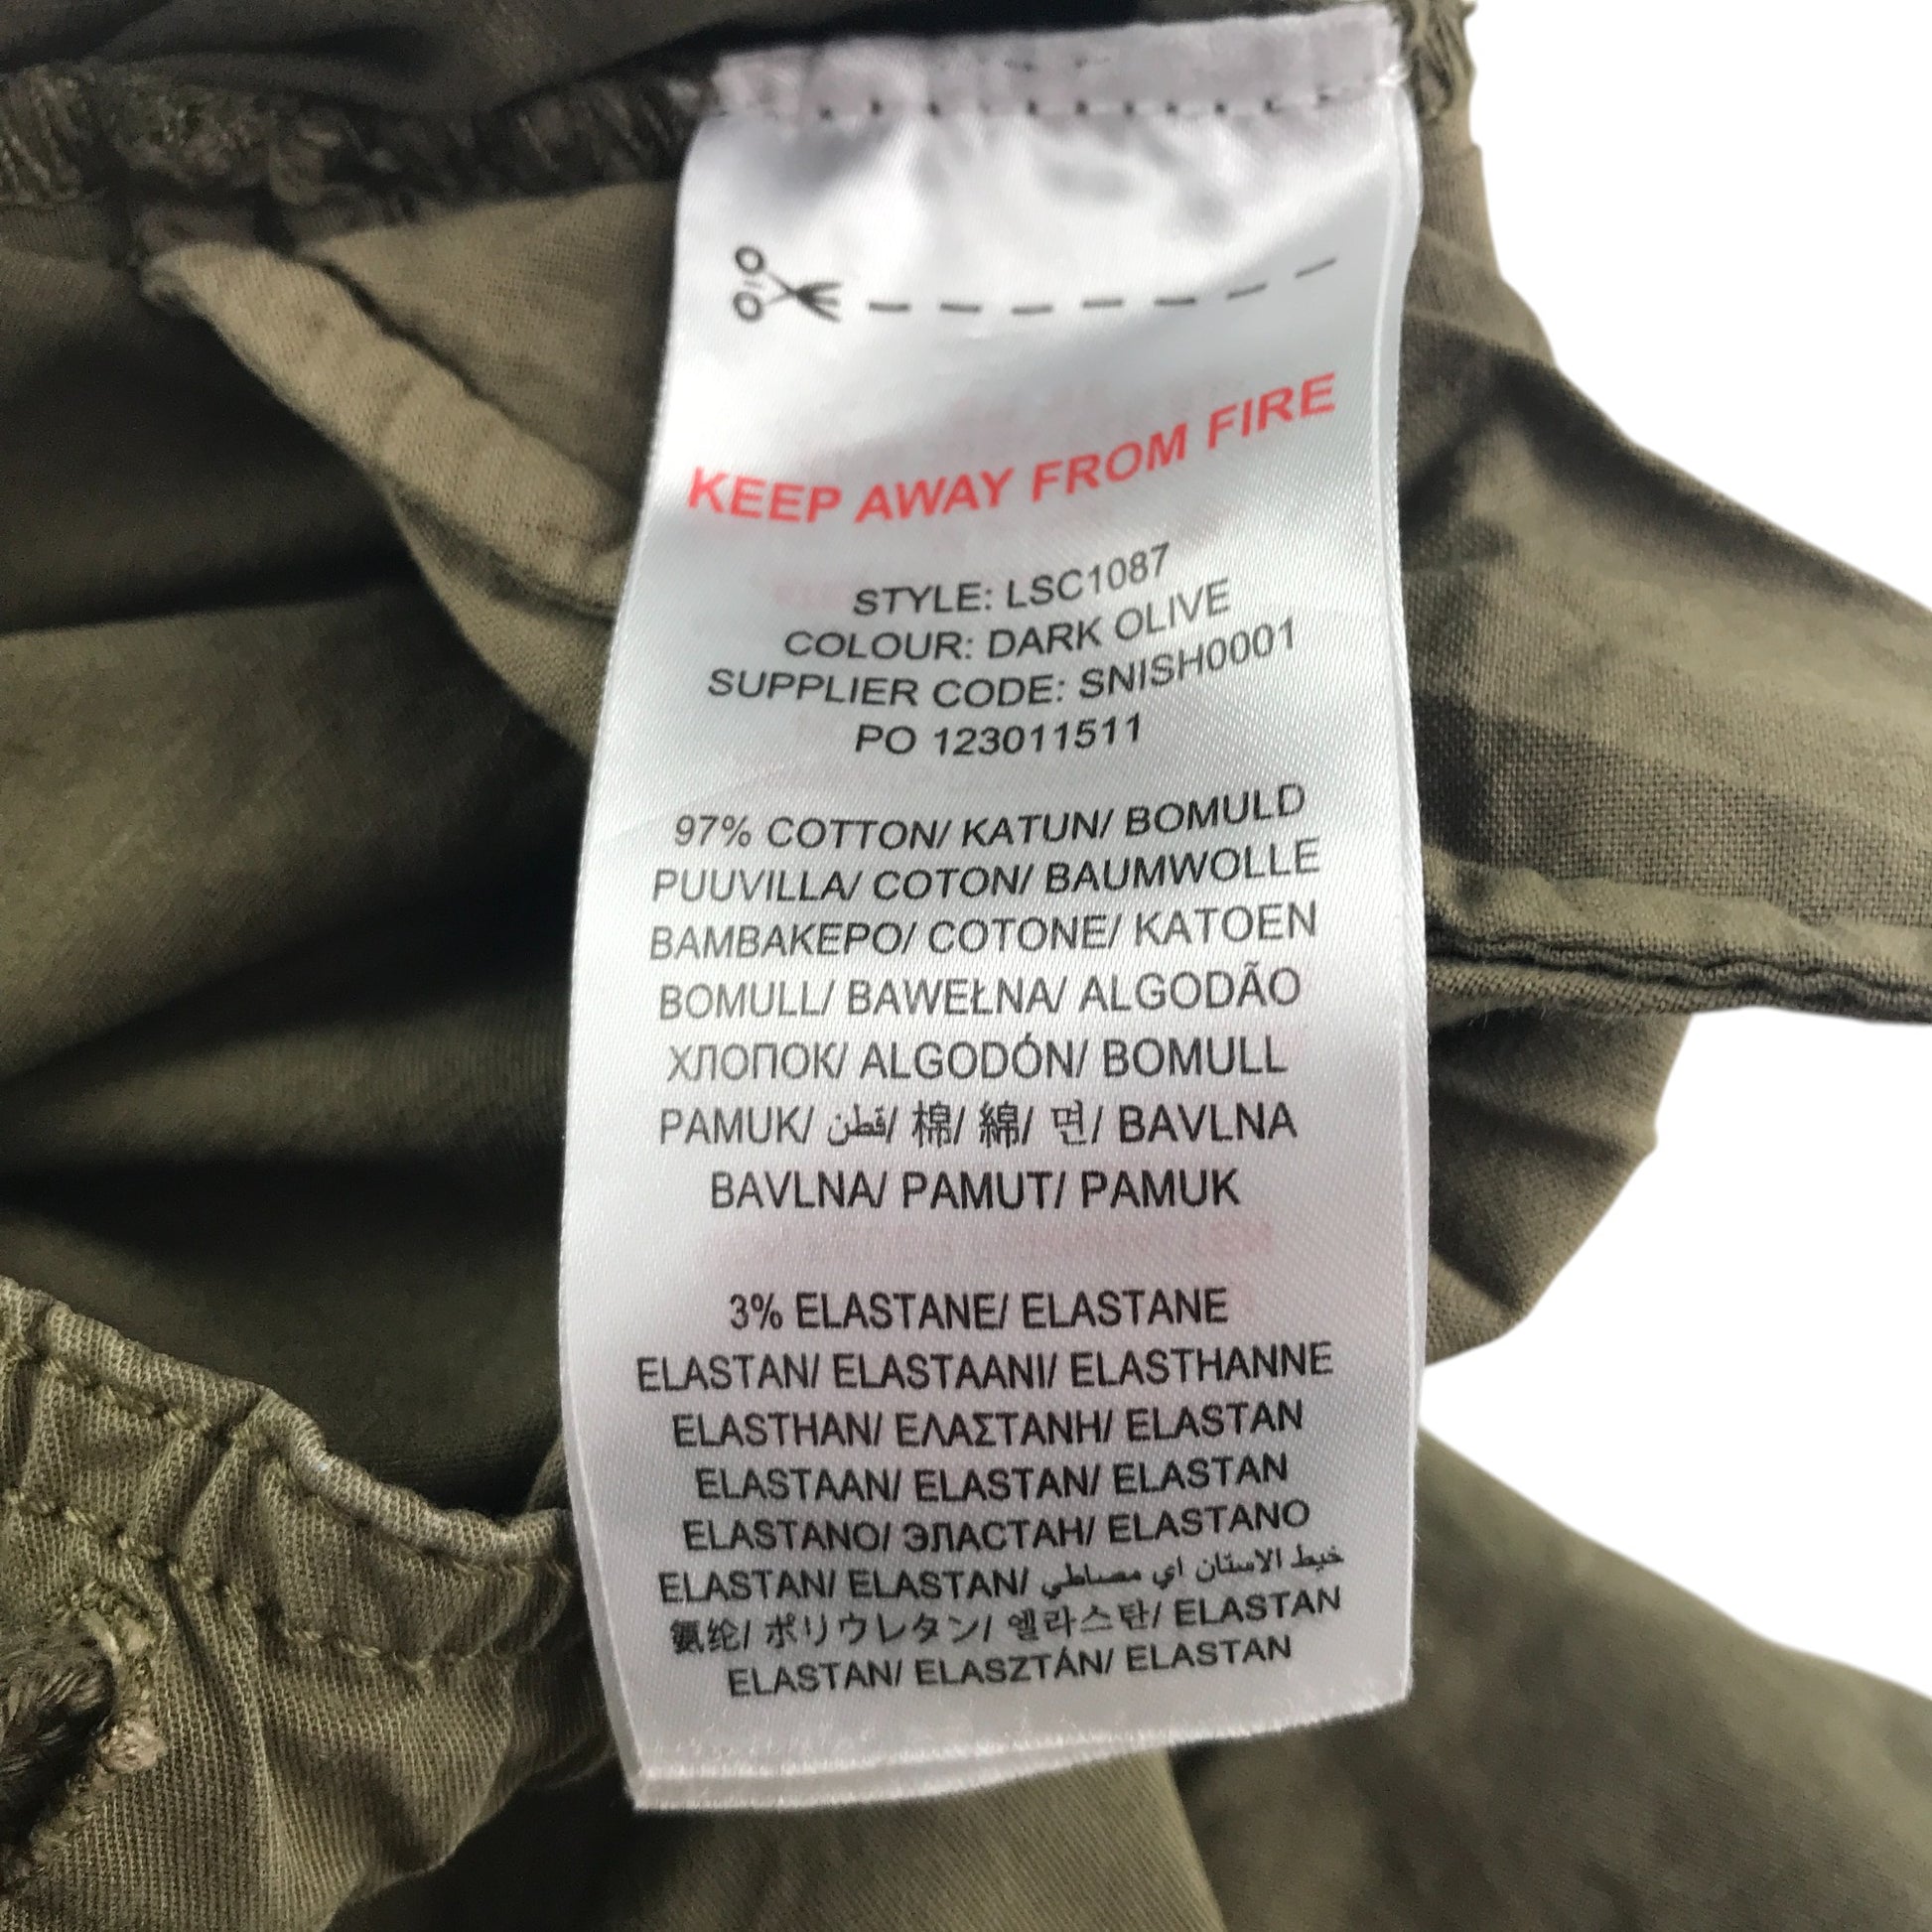 KEEP AWAY FROM FIRE
STYLE: LSC1087
COLOUR: DARK OLIVE
SUPPLIER CODE: SNISH0001
PO 123011511
97% COTTON/ KATUN/ BOMULD
PUUVILLA/ COTON/ BAUMWOLLE
BAMBAKEPO/ COTONE/ KATOEN
BOMULL/ BAWEŁNA/ ALGODÃO
ХЛОПОК/ ALGODÓN/ BOMULL
PAMUK/ قطن/ 棉/ 綿/ 면/ BAVLNA
BAVLNA/ PAMUT/ PAMUK
3% ELASTANE/ ELASTANE
ELASTAN/ ELASTAANI/ ELASTHANNE
ELASTHAN/ ΕΛΑΣΤΑΝΗ/ ELASTAN
ELASTAAN/ ELASTAN/ ELASTAN
ELASTANO/ ЭЛАСТАН/ ELASTANO
ELASTAN/ ELASTAN/ خيط الاستان اي مصاطي
氨纶/ ポリウレタン/ 엘라스탄/ ELASTAN
ELASTAN/ ELASZTÁN/ ELASTAN